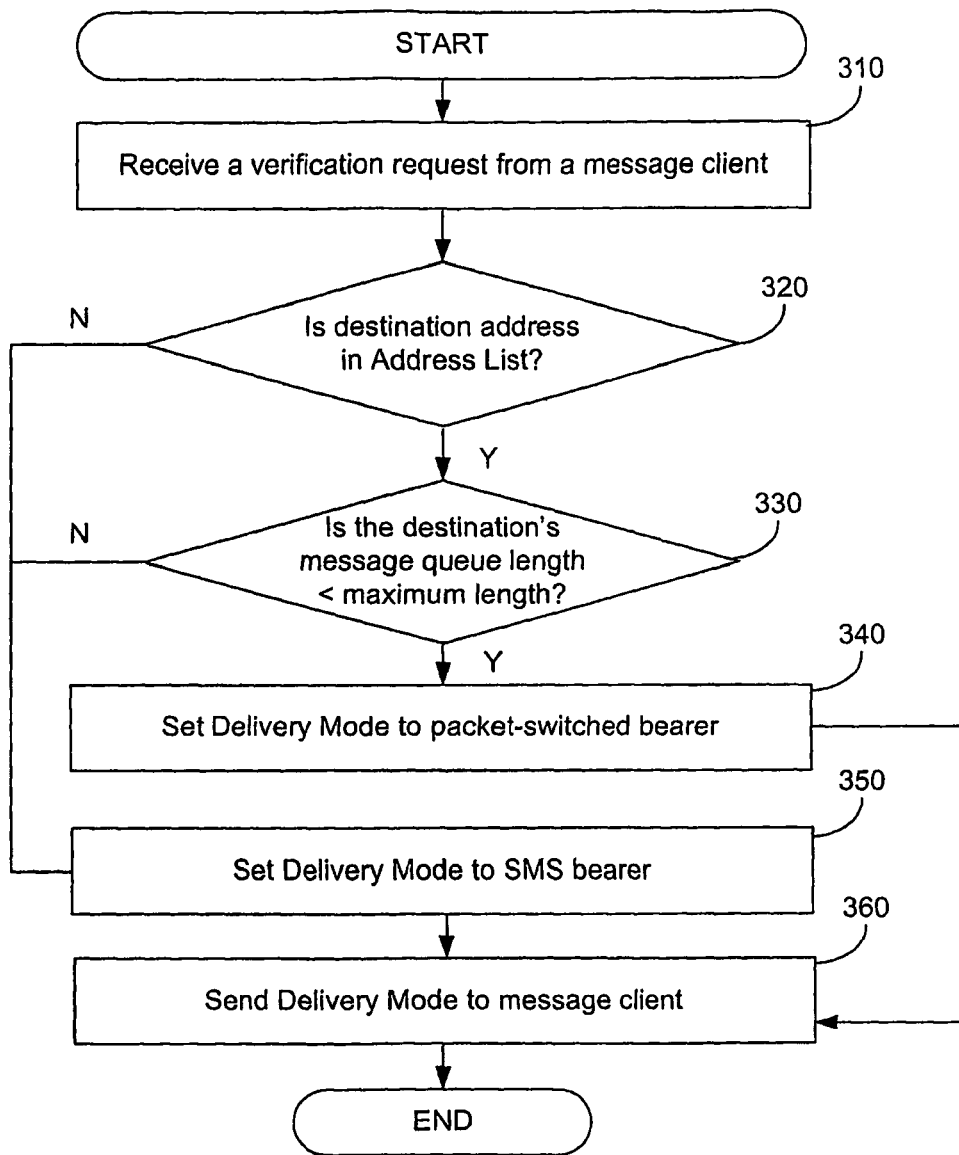 START
310
Receive a verification request from a message client
320
N
Is destination address
in Address List?
Y
330
N
Is the destination's
message queue length
< maximum length?
Y
340
Set Delivery Mode to packet-switched bearer
350
Set Delivery Mode to SMS bearer
360
Send Delivery Mode to message client
END